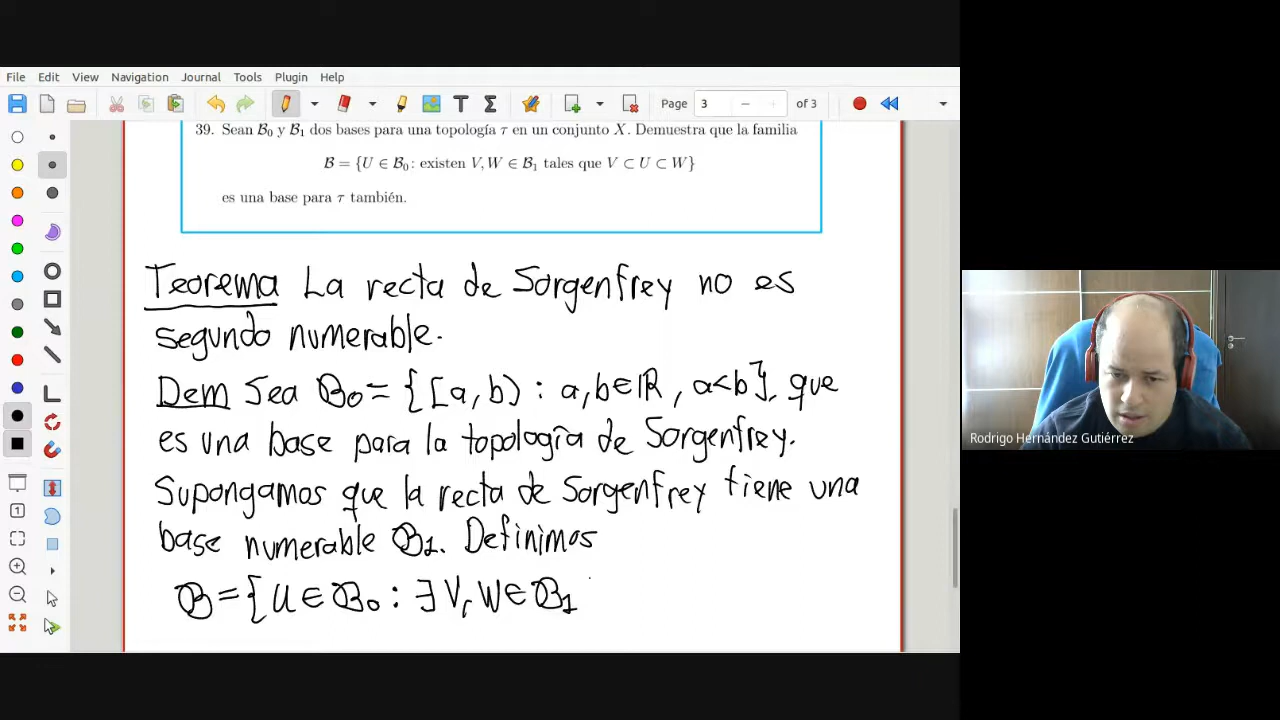 File Edit View Navigation Journal Tools Plugin Help
Page 3 of 3
39. Sean B₀ y B₁ dos bases para una topología τ en un conjunto X. Demuestra que la familia
B = {U ∈ B₀: existen V, W ∈ B₁ tales que V ⊂ U ⊂ W}
es una base para τ también.
Teorema La recta de Sorgenfrey no es
segundo numerable.
Dem Sea B₀ = {[a, b) : a, b ∈ ℝ, a < b}, que
es una base para la topología de Sorgenfrey.
Supongamos que la recta de Sorgenfrey tiene una
base numerable B₁. Definimos
B = {U ∈ B₀ : ∃ V, W ∈ B₁
Rodrigo Hernández Gutiérrez